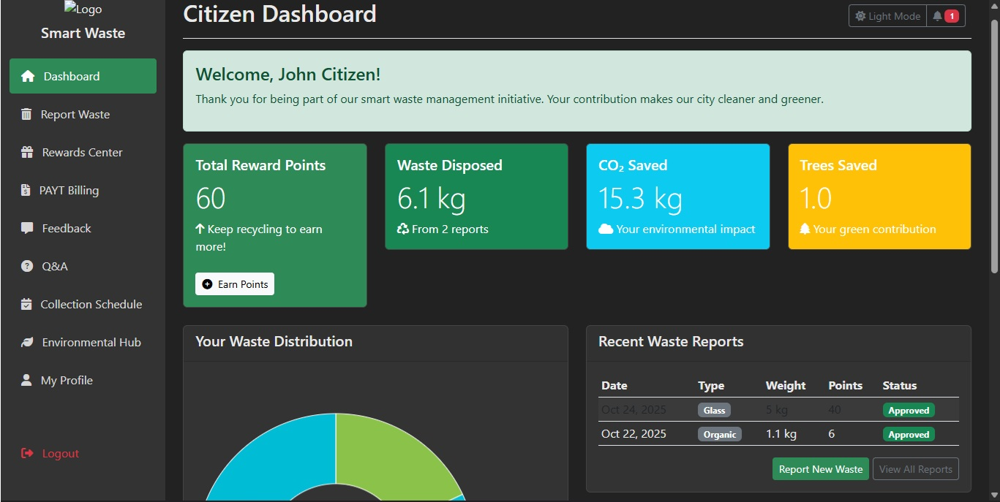 Logo
Smart Waste
Dashboard
Report Waste
Rewards Center
PAYT Billing
Feedback
Q&A
Collection Schedule
Environmental Hub
My Profile
Logout
Citizen Dashboard
Light Mode
1
Welcome, John Citizen!
Thank you for being part of our smart waste management initiative. Your contribution makes our city cleaner and greener.
Total Reward Points
60
Keep recycling to earn
more!
Earn Points
Waste Disposed
6.1 kg
From 2 reports
CO₂ Saved
15.3 kg
Your environmental impact
Trees Saved
1.0
Your green contribution
Your Waste Distribution
Recent Waste Reports
Date Type Weight Points Status
Oct 24, 2025 Glass 5 kg 40 Approved
Oct 22, 2025 Organic 1.1 kg 6 Approved
Report New Waste View All Reports